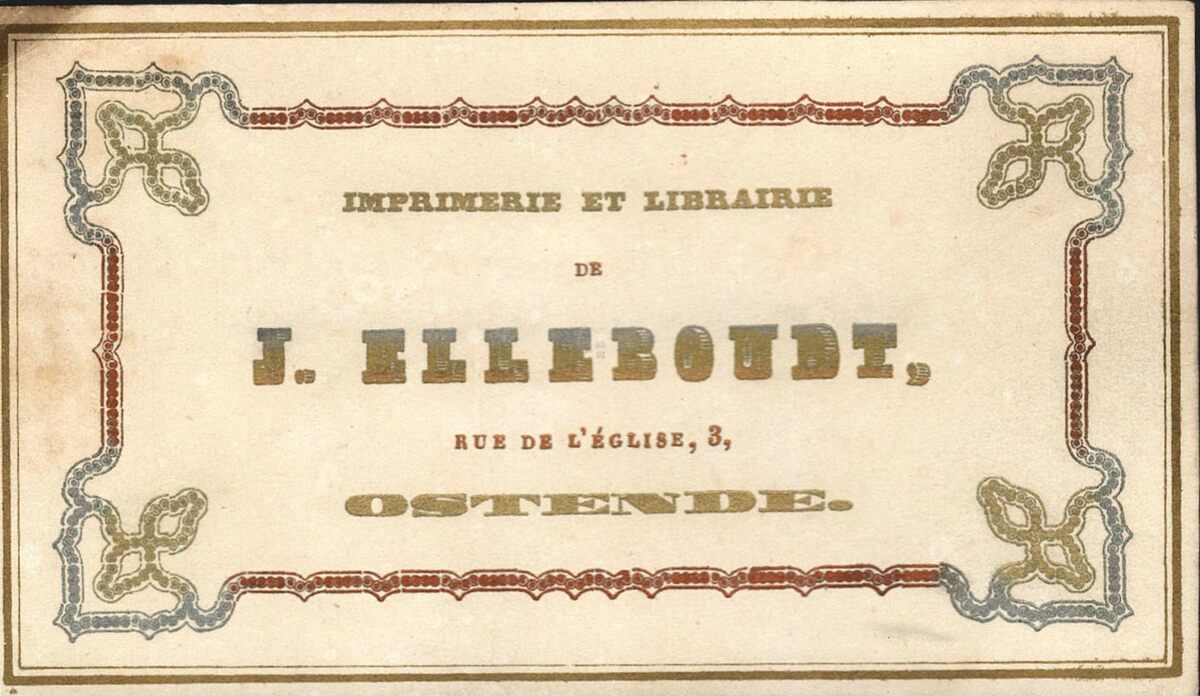 IMPRIMERIE ET LIBRAIRIE
DE
J. ELLEBOUDT,
RUE DE L'ÉGLISE, 3,
OSTENDE.